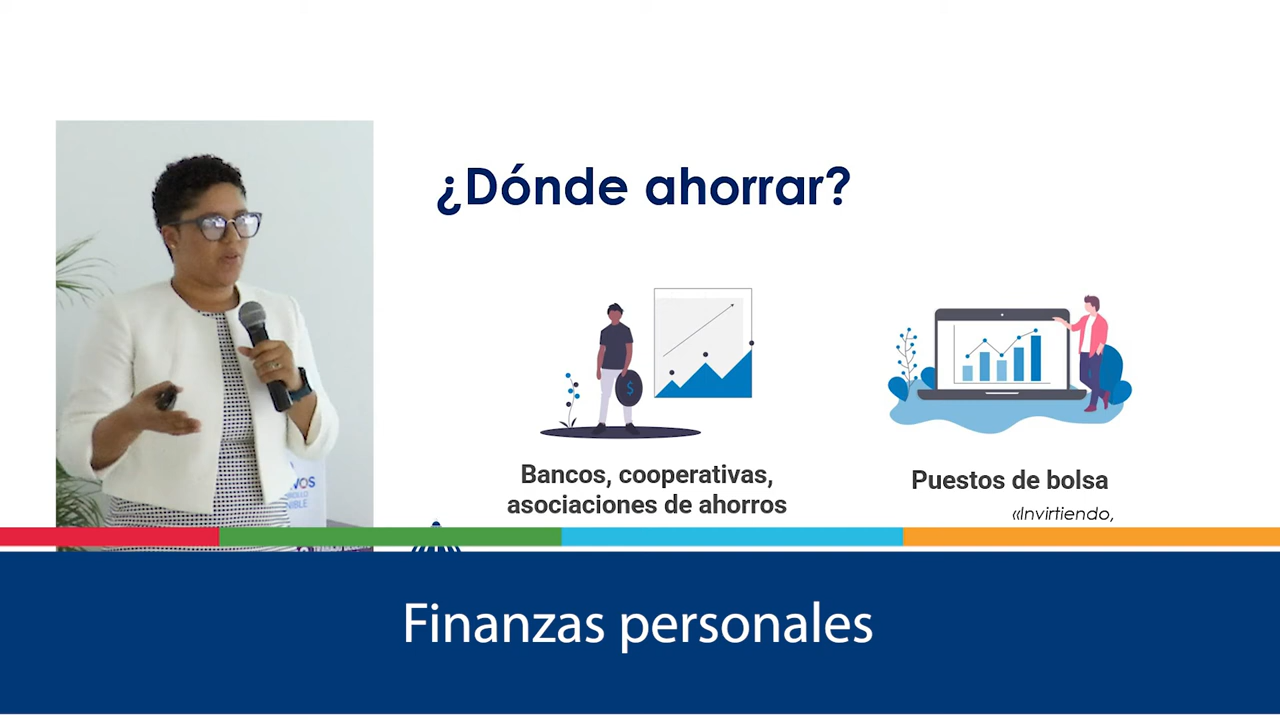 ¿Dónde ahorrar?
$
Bancos, cooperativas,
asociaciones de ahorros
Puestos de bolsa
«Invirtiendo,
Finanzas personales